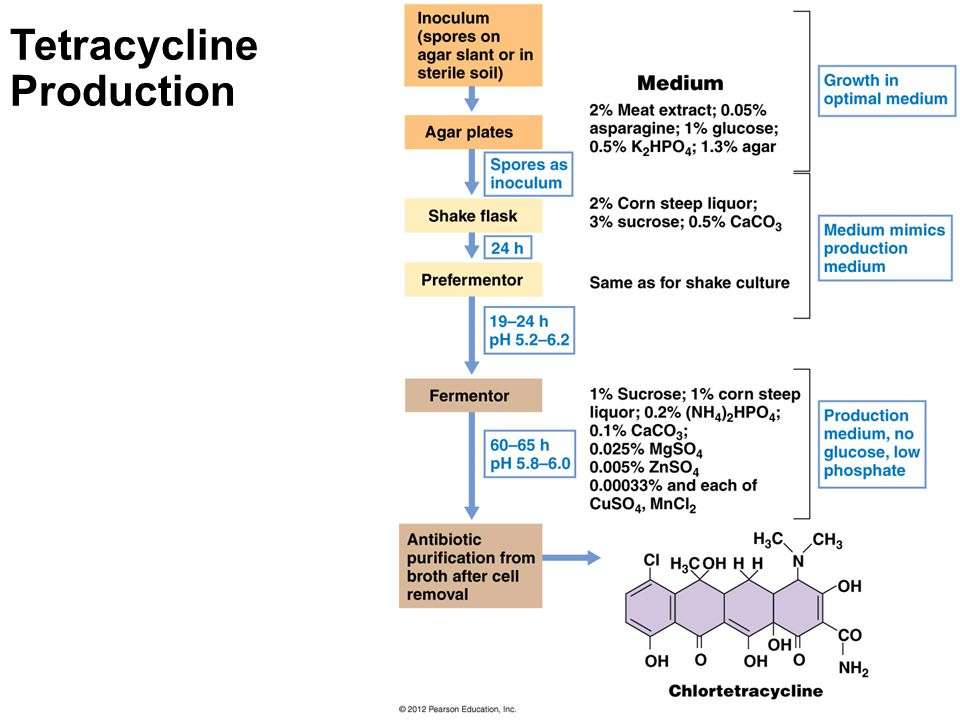 Tetracycline
Production
Inoculum
(spores on
agar slant or in
sterile soil)
Medium
Growth in
optimal medium
2% Meat extract; 0.05%
asparagine; 1% glucose;
0.5% K₂HPO₄; 1.3% agar
Agar plates
Spores as
inoculum
Shake flask
2% Corn steep liquor;
3% sucrose; 0.5% CaCO₃
24 h
Medium mimics
production
medium
Prefermentor
Same as for shake culture
19–24 h
pH 5.2–6.2
Fermentor
1% Sucrose; 1% corn steep
liquor; 0.2% (NH₄)₂HPO₄;
0.1% CaCO₃;
0.025% MgSO₄
0.005% ZnSO₄
0.00033% and each of
CuSO₄, MnCl₂
Production
medium, no
glucose, low
phosphate
60–65 h
pH 5.8–6.0
Antibiotic
purification from
broth after cell
removal
H₃C CH₃
Cl H₃C OH H H N
OH
CO
OH
OH O OH O
NH₂
Chlortetracycline
© 2012 Pearson Education, Inc.